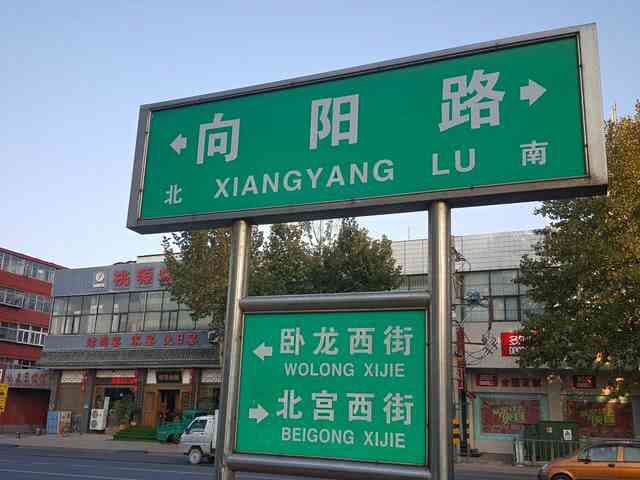 向阳路
北 XIANGYANG LU 南
卧龙西街
WOLONG XIJIE
北宫西街
BEIGONG XIJIE